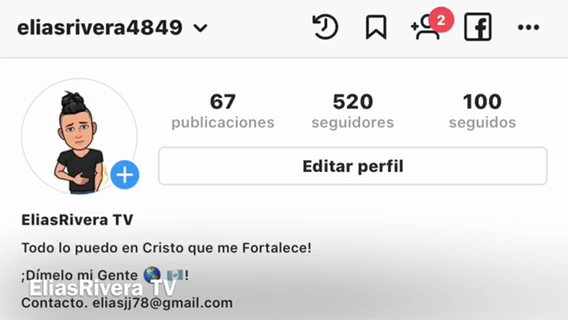 eliasrivera4849
2
67 520 100
publicaciones seguidores seguidos
Editar perfil
EliasRivera TV
Todo lo puedo en Cristo que me Fortalece!
¡Dímelo mi Gente 🌎 🇬🇹!
EliasRivera TV
Contacto. eliasjj78@gmail.com